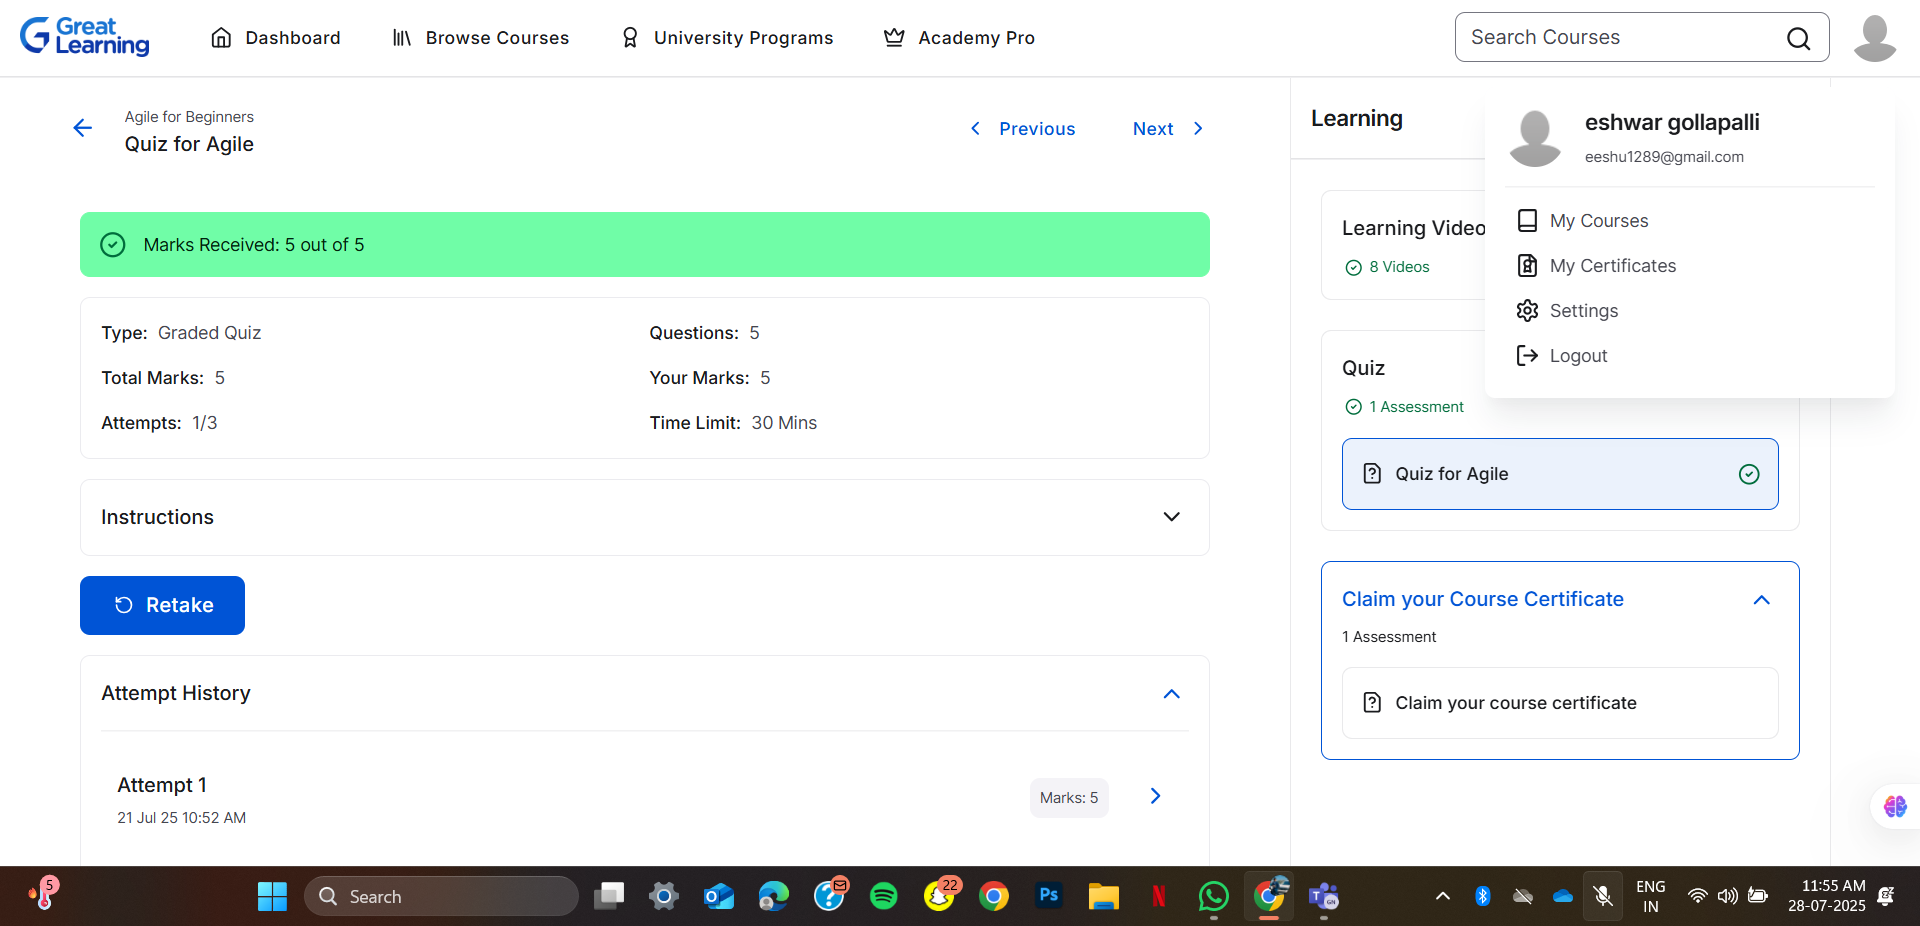 Great
Learning
Dashboard
Browse Courses
University Programs
Academy Pro
Search Courses
Agile for Beginners
Quiz for Agile
Previous
Next
Marks Received: 5 out of 5
Type: Graded Quiz
Questions: 5
Total Marks: 5
Your Marks: 5
Attempts: 1/3
Time Limit: 30 Mins
Instructions
Retake
Attempt History
Attempt 1
21 Jul 25 10:52 AM
Marks: 5
Learning
Learning Video
8 Videos
Quiz
1 Assessment
Quiz for Agile
Claim your Course Certificate
1 Assessment
Claim your course certificate
eshwar gollapalli
eeshu1289@gmail.com
My Courses
My Certificates
Settings
Logout
5
Search
22
Ps
N
GN
ENG
IN
11:55 AM
28-07-2025